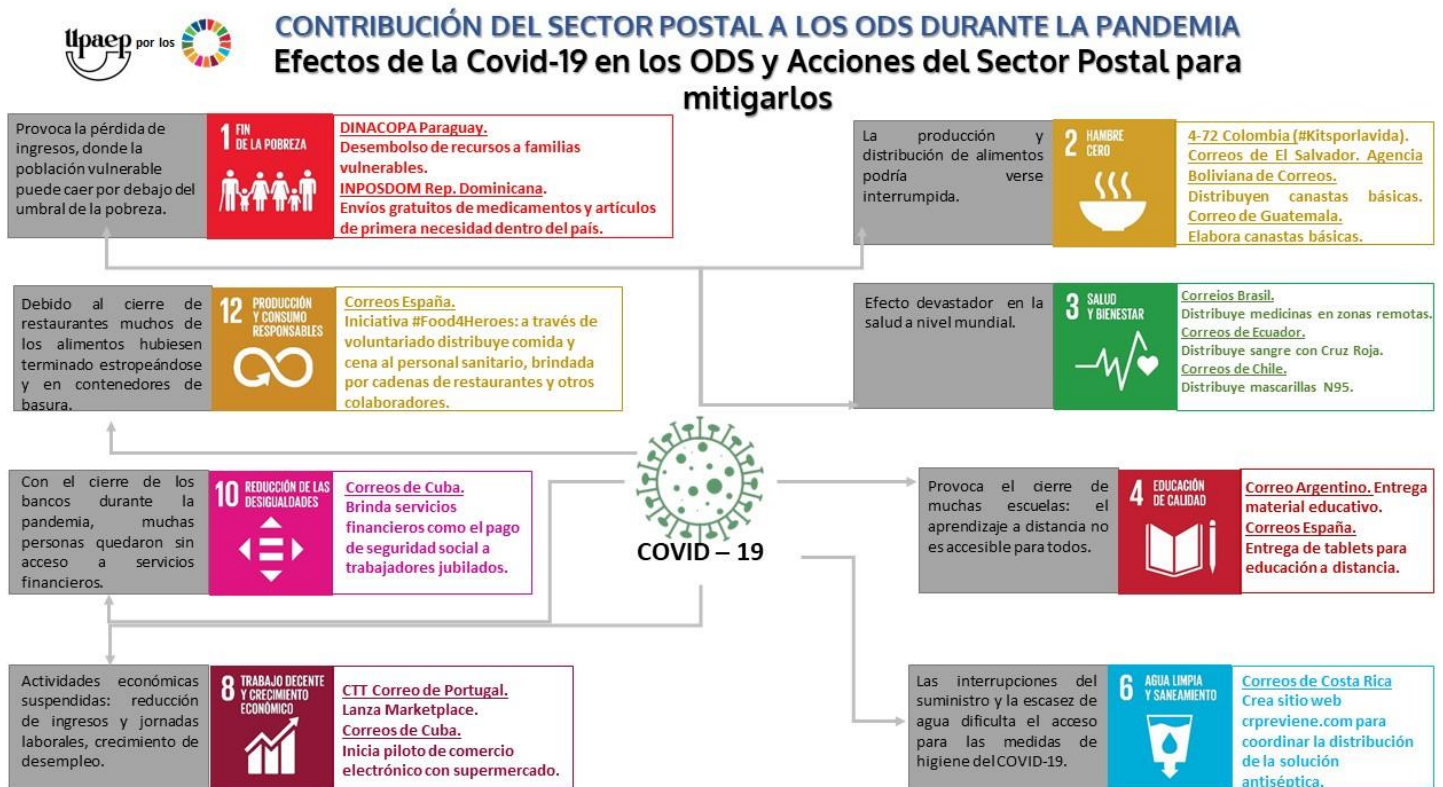 upaep por los
CONTRIBUCIÓN DEL SECTOR POSTAL A LOS ODS DURANTE LA PANDEMIA
Efectos de la Covid-19 en los ODS y Acciones del Sector Postal para
mitigarlos
Provoca la pérdida de
ingresos, donde la
población vulnerable
puede caer por debajo del
umbral de la pobreza.
1 FIN
DE LA POBREZA
DINACOPA Paraguay.
Desembolso de recursos a familias
vulnerables.
INPOSDOM Rep. Dominicana.
Envíos gratuitos de medicamentos y artículos
de primera necesidad dentro del país.
La producción y
distribución de alimentos
podría verse
interrumpida.
2 HAMBRE
CERO
4-72 Colombia (#Kitsporlavida).
Correos de El Salvador. Agencia
Boliviana de Correos.
Distribuyen canastas básicas.
Correo de Guatemala.
Elabora canastas básicas.
Debido al cierre de
restaurantes muchos de
los alimentos hubiesen
terminado estropeándose
y en contenedores de
basura.
12 PRODUCCIÓN
Y CONSUMO
RESPONSABLES
Correos España.
Iniciativa #Food4Heroes: a través de
voluntariado distribuye comida y
cena al personal sanitario, brindada
por cadenas de restaurantes y otros
colaboradores.
Efecto devastador en la
salud a nivel mundial.
3 SALUD
Y BIENESTAR
Correios Brasil.
Distribuye medicinas en zonas remotas.
Correos de Ecuador.
Distribuye sangre con Cruz Roja.
Correos de Chile.
Distribuye mascarillas N95.
Con el cierre de los
bancos durante la
pandemia, muchas
personas quedaron sin
acceso a servicios
financieros.
10 REDUCCIÓN DE LAS
DESIGUALDADES
Correos de Cuba.
Brinda servicios
financieros como el pago
de seguridad social a
trabajadores jubilados.
COVID – 19
Provoca el cierre de
muchas escuelas: el
aprendizaje a distancia no
es accesible para todos.
4 EDUCACIÓN
DE CALIDAD
Correo Argentino. Entrega
material educativo.
Correos España.
Entrega de tablets para
educación a distancia.
Actividades económicas
suspendidas: reducción
de ingresos y jornadas
laborales, crecimiento de
desempleo.
8 TRABAJO DECENTE
Y CRECIMIENTO
ECONÓMICO
CTT Correo de Portugal.
Lanza Marketplace.
Correos de Cuba.
Inicia piloto de comercio
electrónico con supermercado.
Las interrupciones del
suministro y la escasez de
agua dificulta el acceso
para las medidas de
higiene del COVID-19.
6 AGUA LIMPIA
Y SANEAMIENTO
Correos de Costa Rica
Crea sitio web
crpreviene.com para
coordinar la distribución
de la solución
antiséptica.